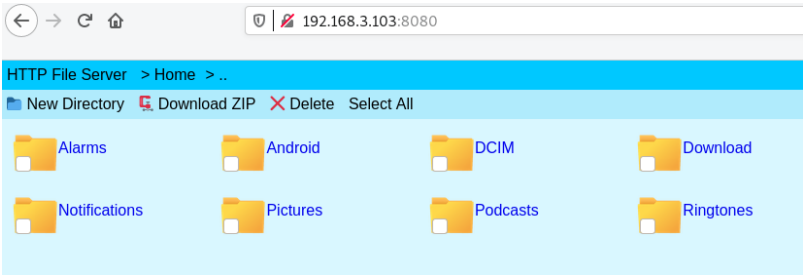 192.168.3.103:8080
HTTP File Server > Home > ..
New Directory Download ZIP Delete Select All
Alarms Android DCIM Download
Notifications Pictures Podcasts Ringtones